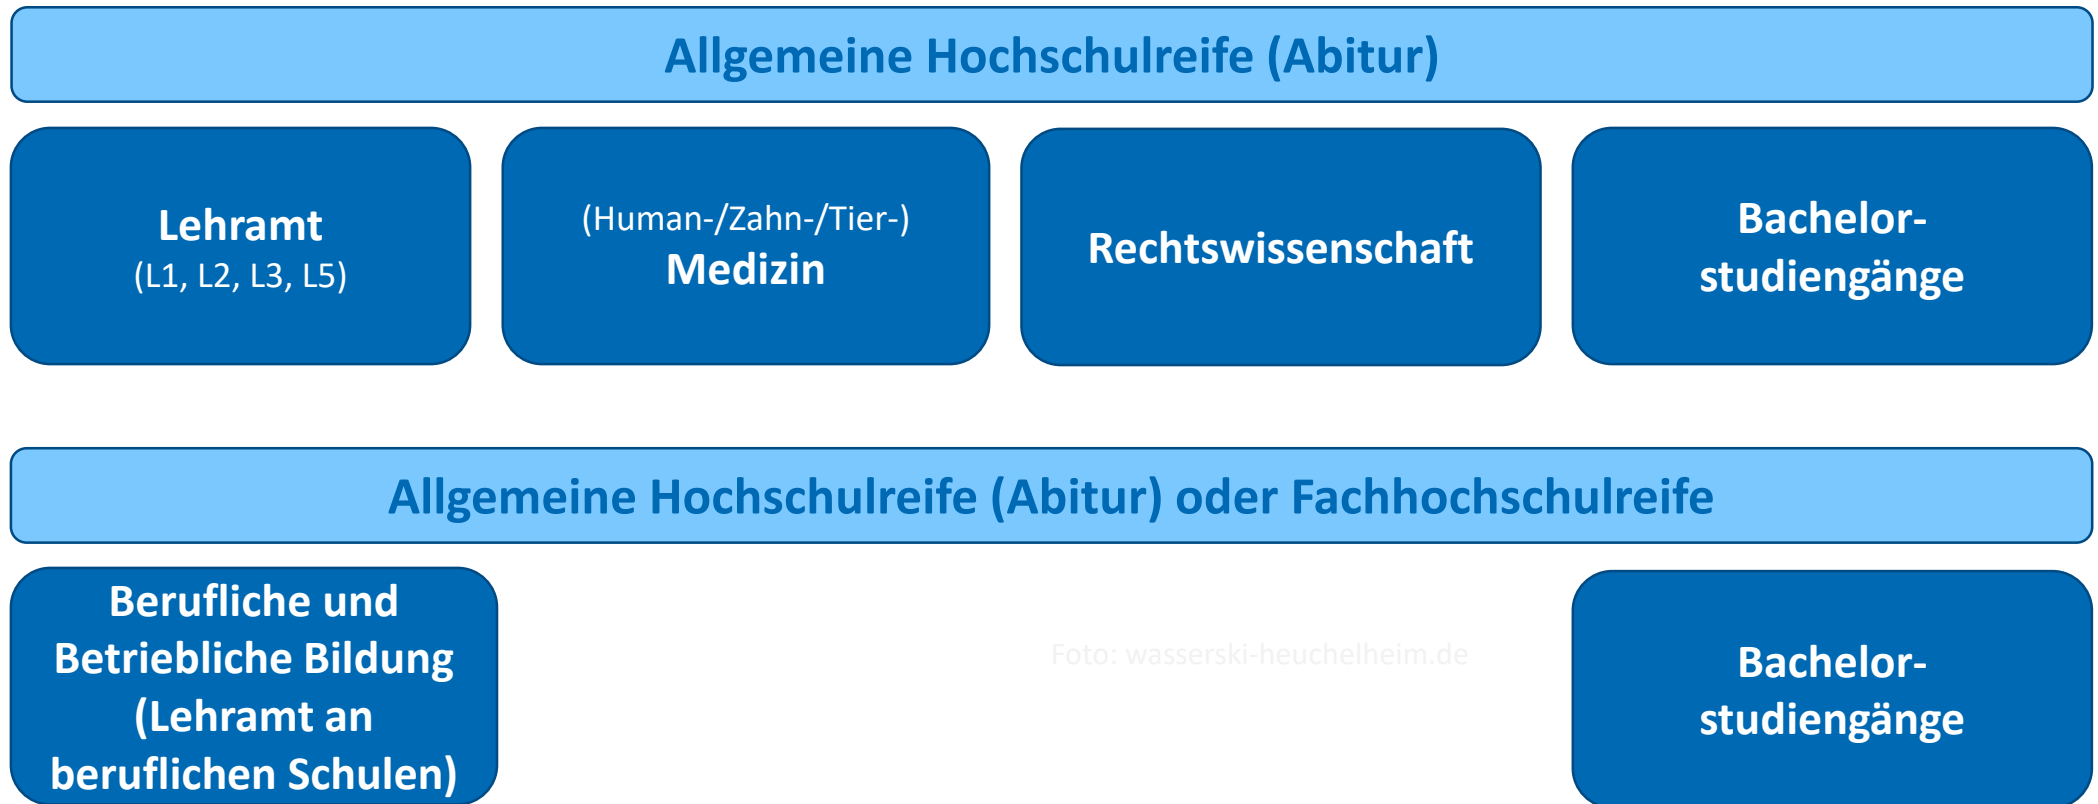 Allgemeine Hochschulreife (Abitur)
Lehramt
(L1, L2, L3, L5)
(Human-/Zahn-/Tier-)
Medizin
Rechtswissenschaft
Bachelor-
studiengänge
Allgemeine Hochschulreife (Abitur) oder Fachhochschulreife
Berufliche und
Betriebliche Bildung
(Lehramt an
beruflichen Schulen)
Foto: wasserski-heuchelheim.de
Bachelor-
studiengänge